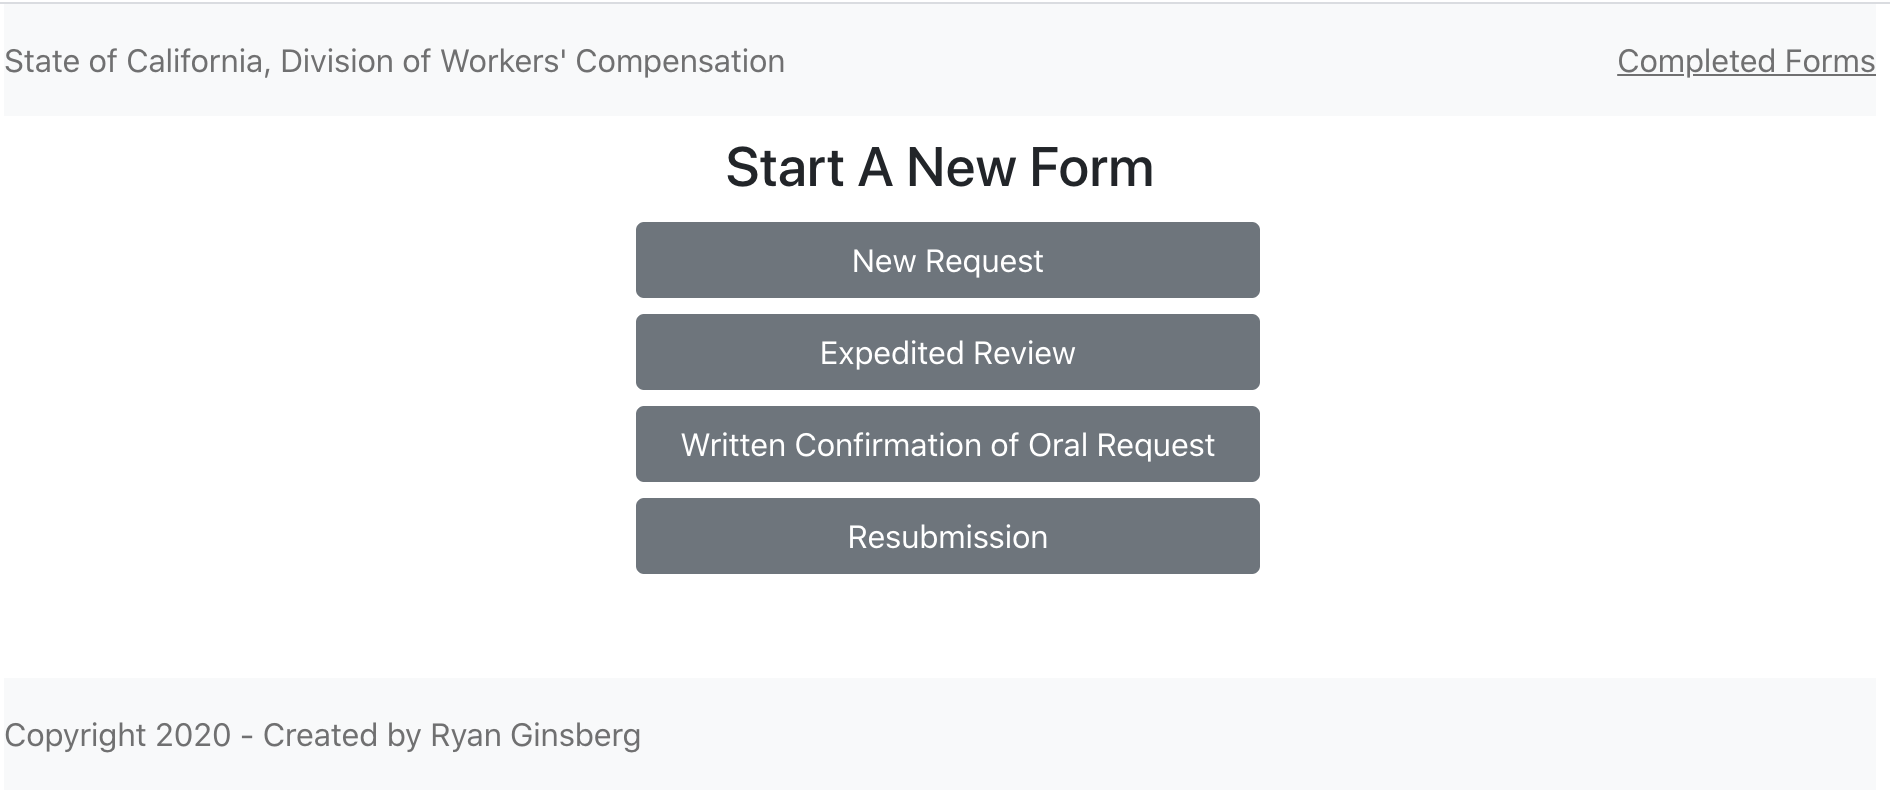 State of California, Division of Workers' Compensation
Completed Forms
Start A New Form
New Request
Expedited Review
Written Confirmation of Oral Request
Resubmission
Copyright 2020 - Created by Ryan Ginsberg